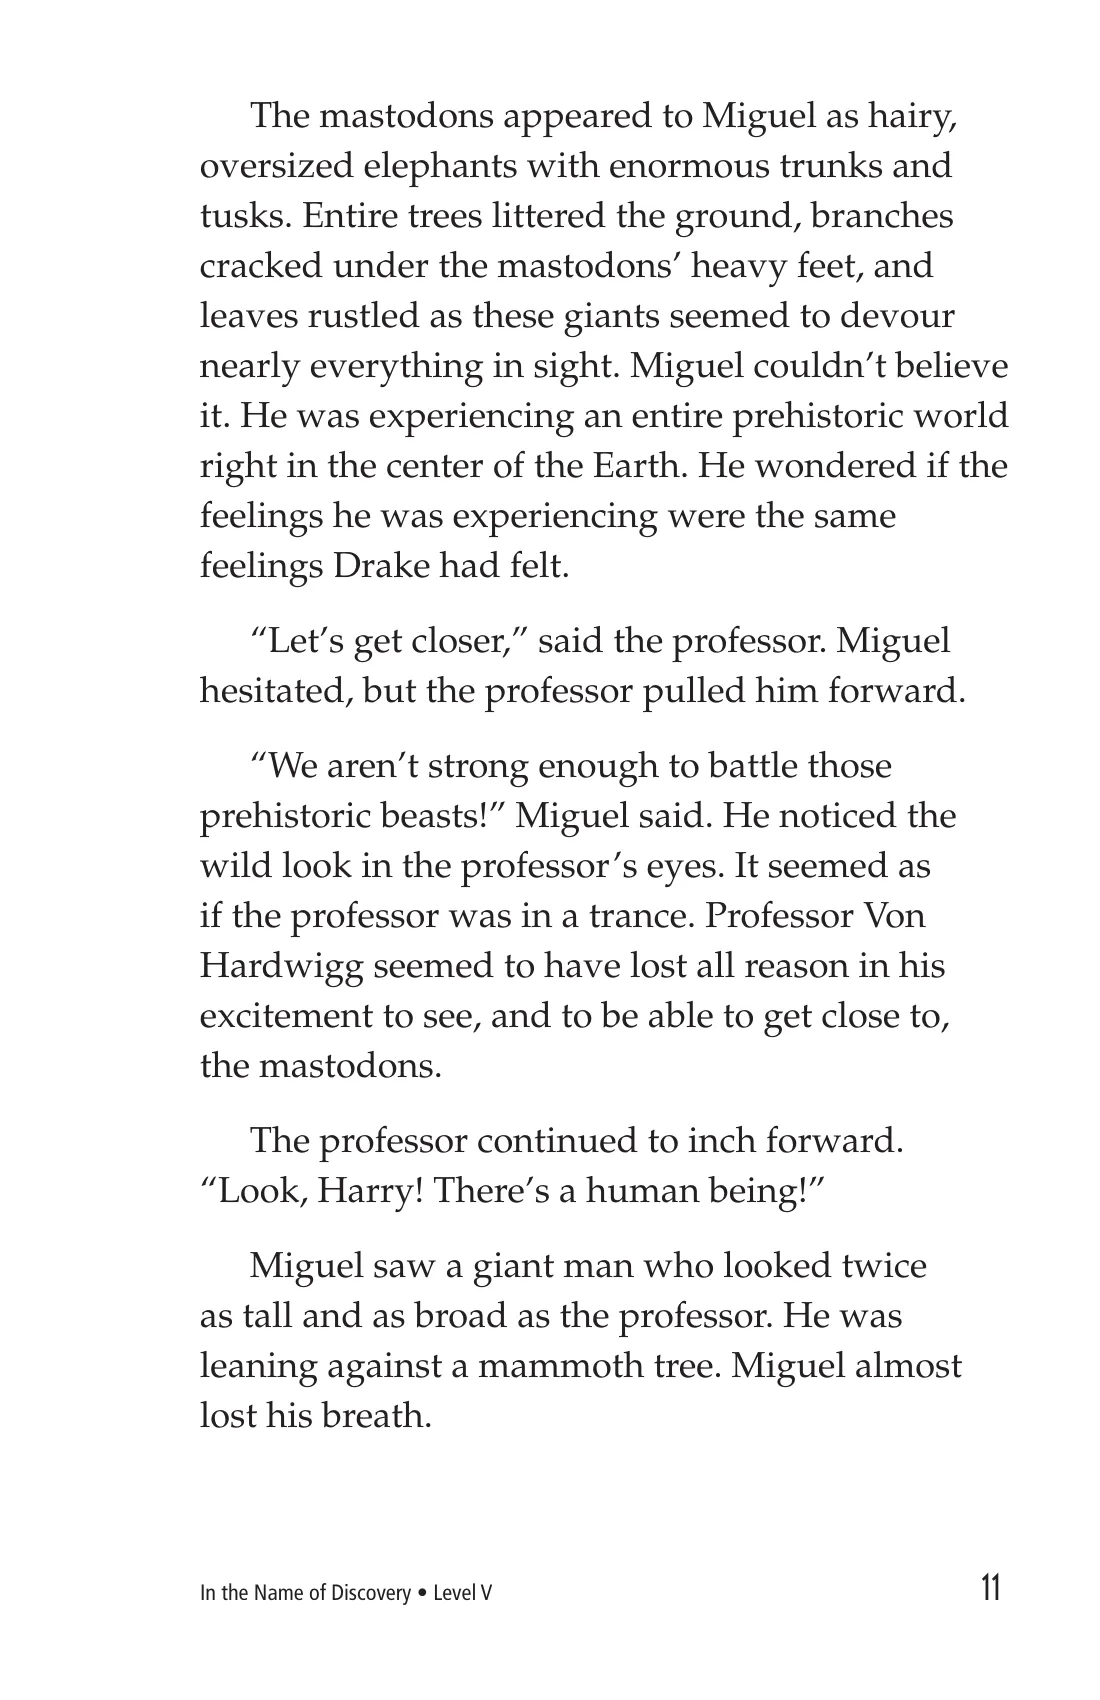 The mastodons appeared to Miguel as hairy,
oversized elephants with enormous trunks and
tusks. Entire trees littered the ground, branches
cracked under the mastodons’ heavy feet, and
leaves rustled as these giants seemed to devour
nearly everything in sight. Miguel couldn’t believe
it. He was experiencing an entire prehistoric world
right in the center of the Earth. He wondered if the
feelings he was experiencing were the same
feelings Drake had felt.
“Let’s get closer,” said the professor. Miguel
hesitated, but the professor pulled him forward.
“We aren’t strong enough to battle those
prehistoric beasts!” Miguel said. He noticed the
wild look in the professor’s eyes. It seemed as
if the professor was in a trance. Professor Von
Hardwigg seemed to have lost all reason in his
excitement to see, and to be able to get close to,
the mastodons.
The professor continued to inch forward.
“Look, Harry! There’s a human being!”
Miguel saw a giant man who looked twice
as tall and as broad as the professor. He was
leaning against a mammoth tree. Miguel almost
lost his breath.
In the Name of Discovery • Level V
11